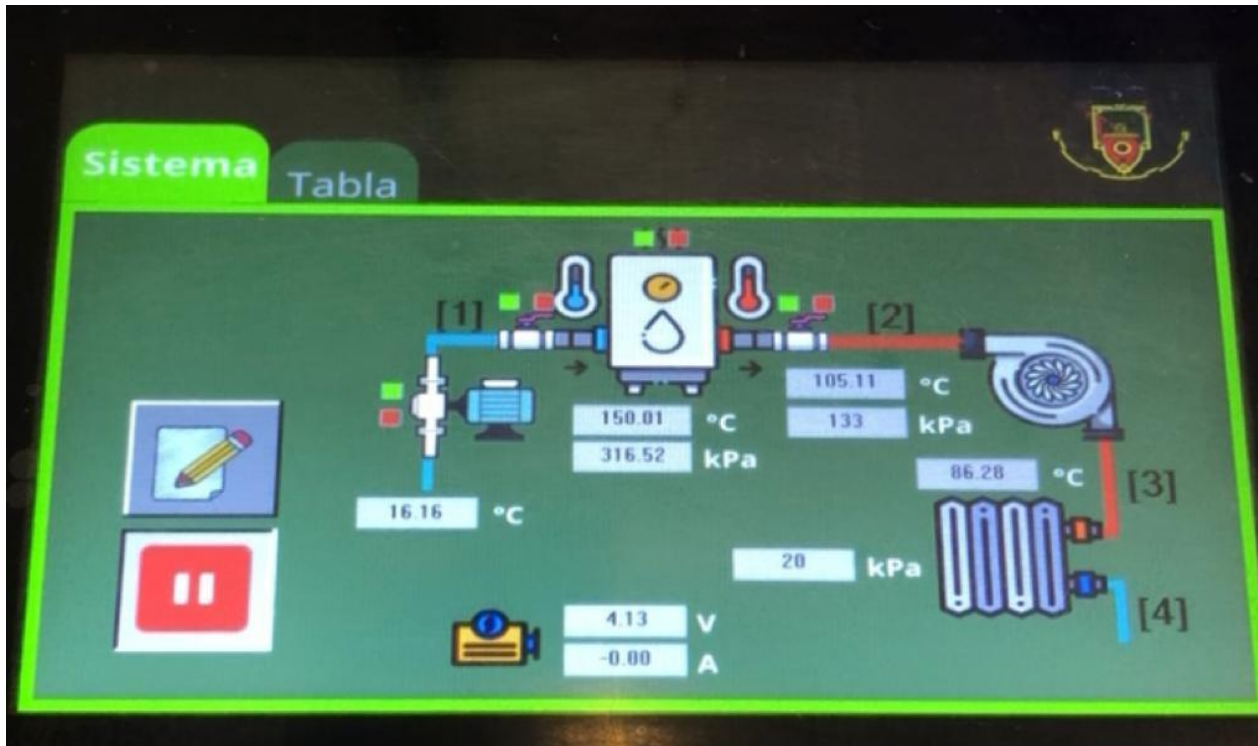 Sistema
Tabla
[1]
[2]
105.11 °C
150.01 °C
133 kPa
316.52 kPa
86.28 °C
[3]
16.16 °C
20 kPa
4.13 V
[4]
-0.00 A